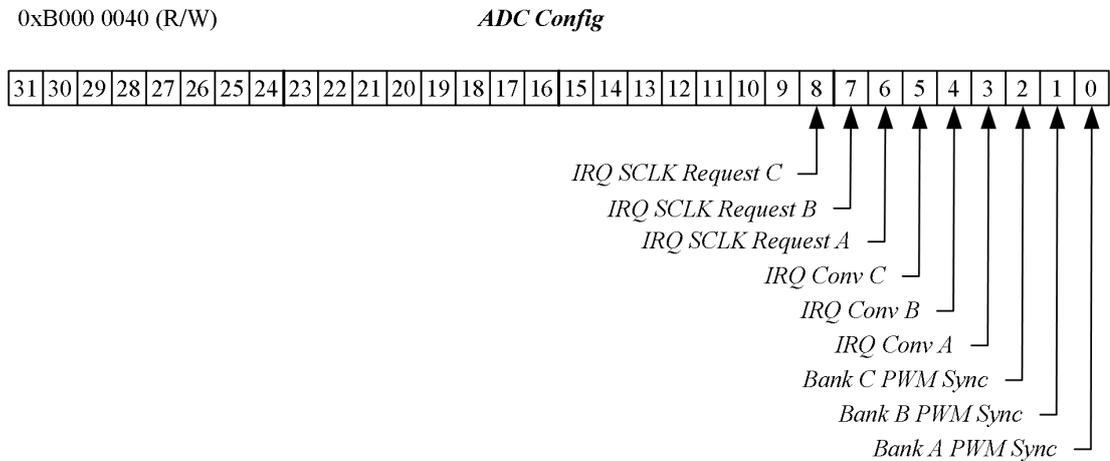 0xB000 0040 (R/W) ADC Config
31 30 29 28 27 26 25 24 23 22 21 20 19 18 17 16 15 14 13 12 11 10 9 8 7 6 5 4 3 2 1 0
IRQ SCLK Request C
IRQ SCLK Request B
IRQ SCLK Request A
IRQ Conv C
IRQ Conv B
IRQ Conv A
Bank C PWM Sync
Bank B PWM Sync
Bank A PWM Sync